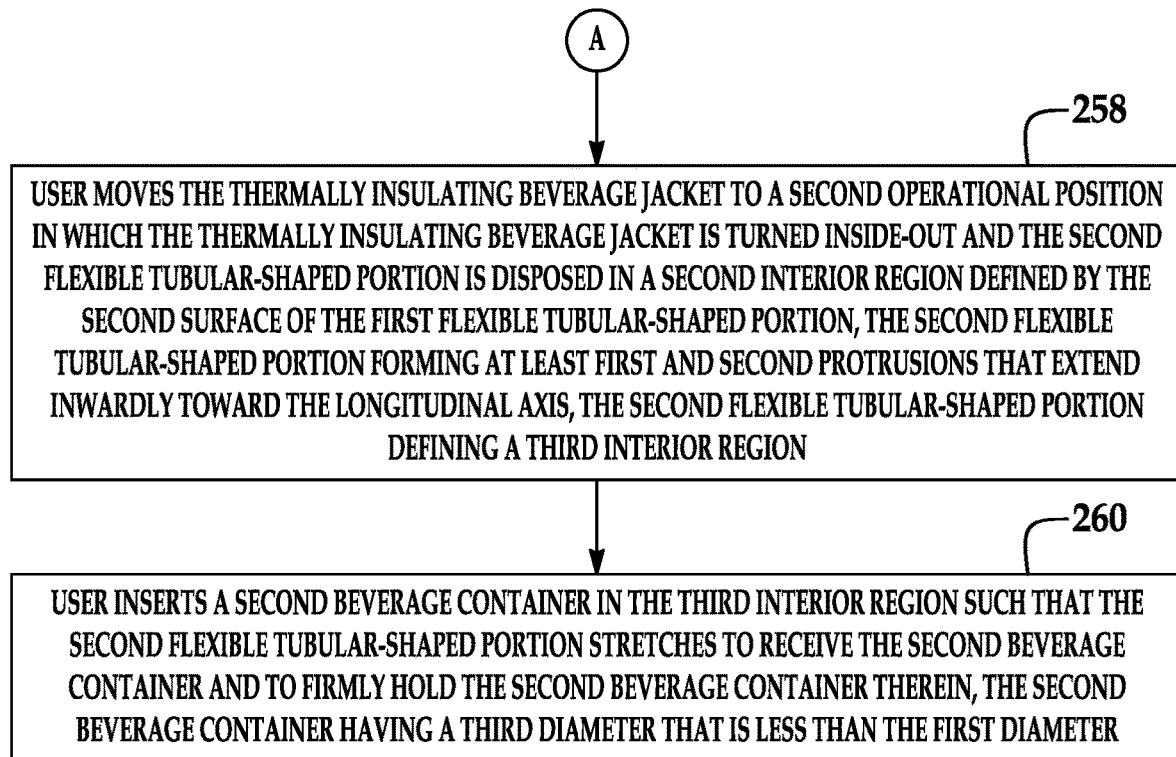 A
258
USER MOVES THE THERMALLY INSULATING BEVERAGE JACKET TO A SECOND OPERATIONAL POSITION
IN WHICH THE THERMALLY INSULATING BEVERAGE JACKET IS TURNED INSIDE-OUT AND THE SECOND
FLEXIBLE TUBULAR-SHAPED PORTION IS DISPOSED IN A SECOND INTERIOR REGION DEFINED BY THE
SECOND SURFACE OF THE FIRST FLEXIBLE TUBULAR-SHAPED PORTION, THE SECOND FLEXIBLE
TUBULAR-SHAPED PORTION FORMING AT LEAST FIRST AND SECOND PROTRUSIONS THAT EXTEND
INWARDLY TOWARD THE LONGITUDINAL AXIS, THE SECOND FLEXIBLE TUBULAR-SHAPED PORTION
DEFINING A THIRD INTERIOR REGION
260
USER INSERTS A SECOND BEVERAGE CONTAINER IN THE THIRD INTERIOR REGION SUCH THAT THE
SECOND FLEXIBLE TUBULAR-SHAPED PORTION STRETCHES TO RECEIVE THE SECOND BEVERAGE
CONTAINER AND TO FIRMLY HOLD THE SECOND BEVERAGE CONTAINER THEREIN, THE SECOND
BEVERAGE CONTAINER HAVING A THIRD DIAMETER THAT IS LESS THAN THE FIRST DIAMETER